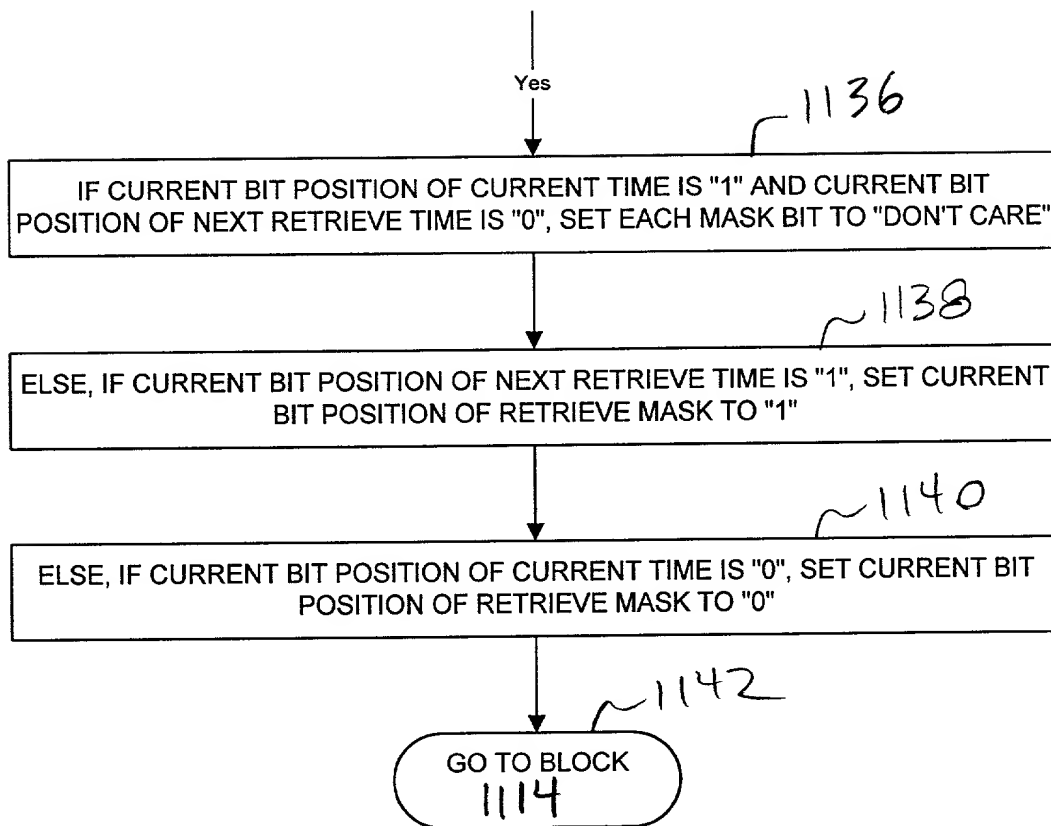 Yes
1136
IF CURRENT BIT POSITION OF CURRENT TIME IS "1" AND CURRENT BIT
POSITION OF NEXT RETRIEVE TIME IS "0", SET EACH MASK BIT TO "DON'T CARE"
1138
ELSE, IF CURRENT BIT POSITION OF NEXT RETRIEVE TIME IS "1", SET CURRENT
BIT POSITION OF RETRIEVE MASK TO "1"
1140
ELSE, IF CURRENT BIT POSITION OF CURRENT TIME IS "0", SET CURRENT BIT
POSITION OF RETRIEVE MASK TO "0"
1142
GO TO BLOCK
1114